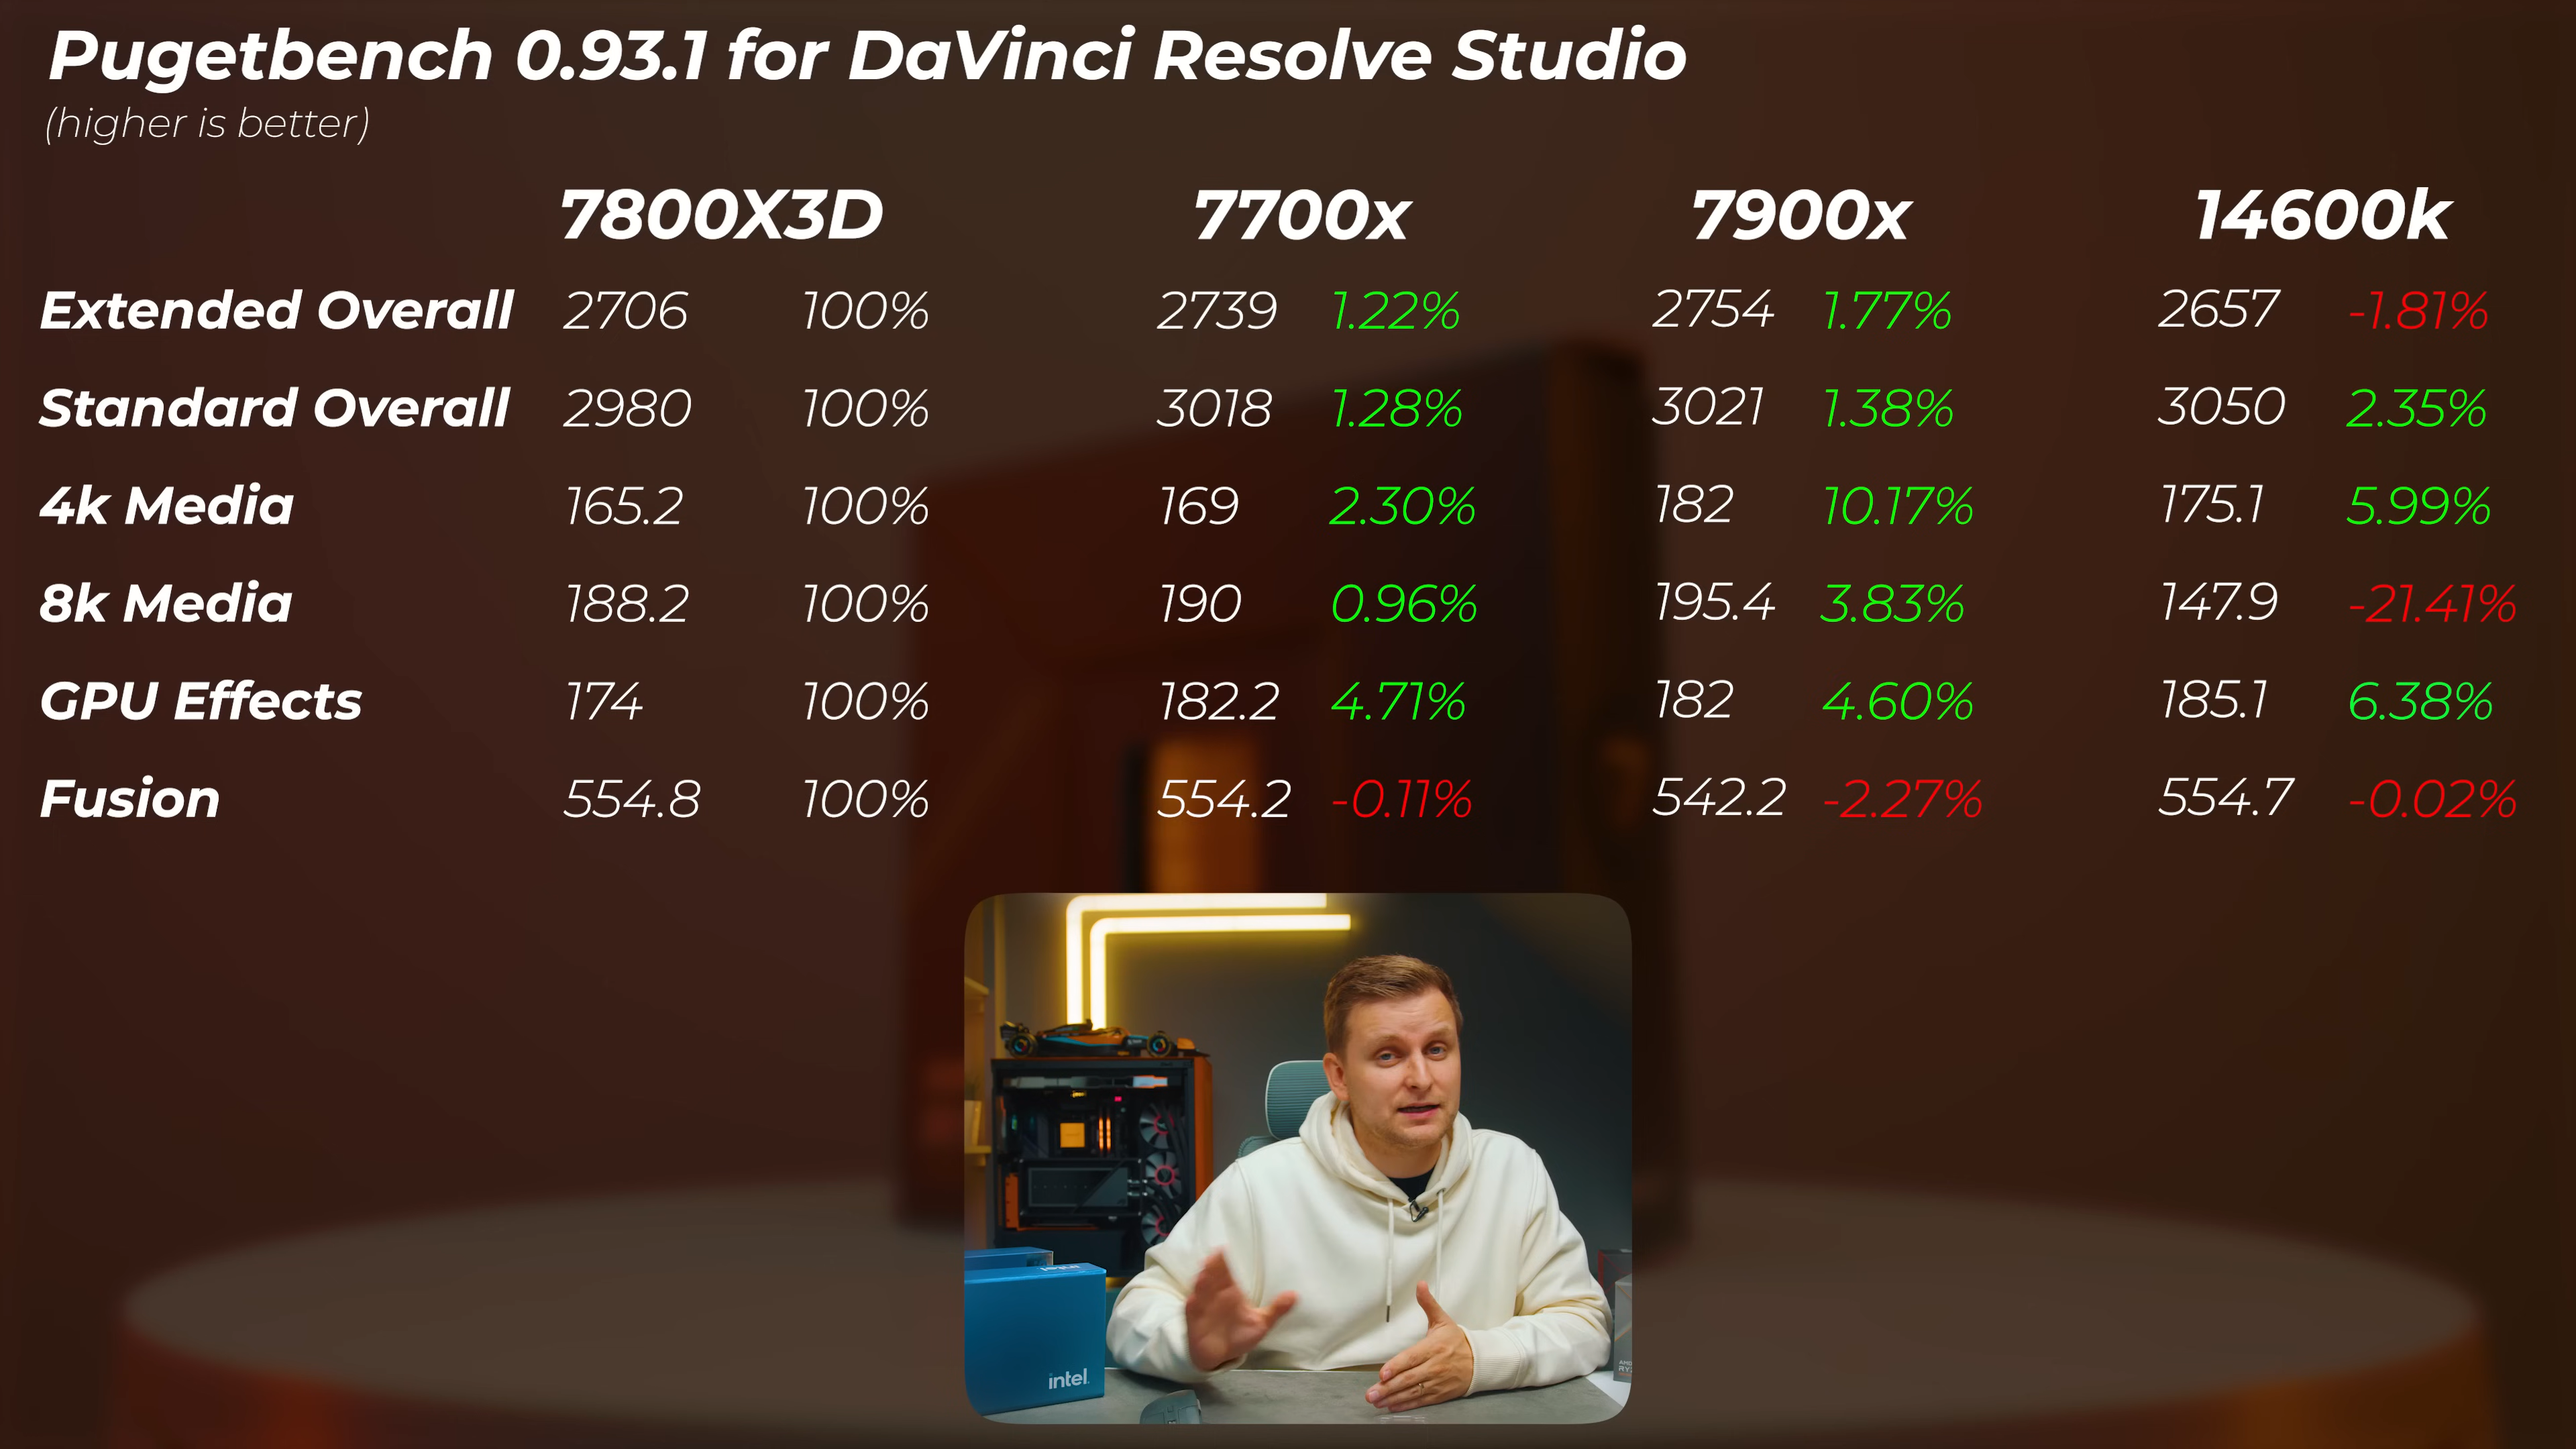 Pugetbench 0.93.1 for DaVinci Resolve Studio
(higher is better)
7800X3D 7700x 7900x 14600k
Extended Overall 2706 100% 2739 1.22% 2754 1.77% 2657 -1.81%
Standard Overall 2980 100% 3018 1.28% 3021 1.38% 3050 2.35%
4k Media 165.2 100% 169 2.30% 182 10.17% 175.1 5.99%
8k Media 188.2 100% 190 0.96% 195.4 3.83% 147.9 -21.41%
GPU Effects 174 100% 182.2 4.71% 182 4.60% 185.1 6.38%
Fusion 554.8 100% 554.2 -0.11% 542.2 -2.27% 554.7 -0.02%
intel
intel